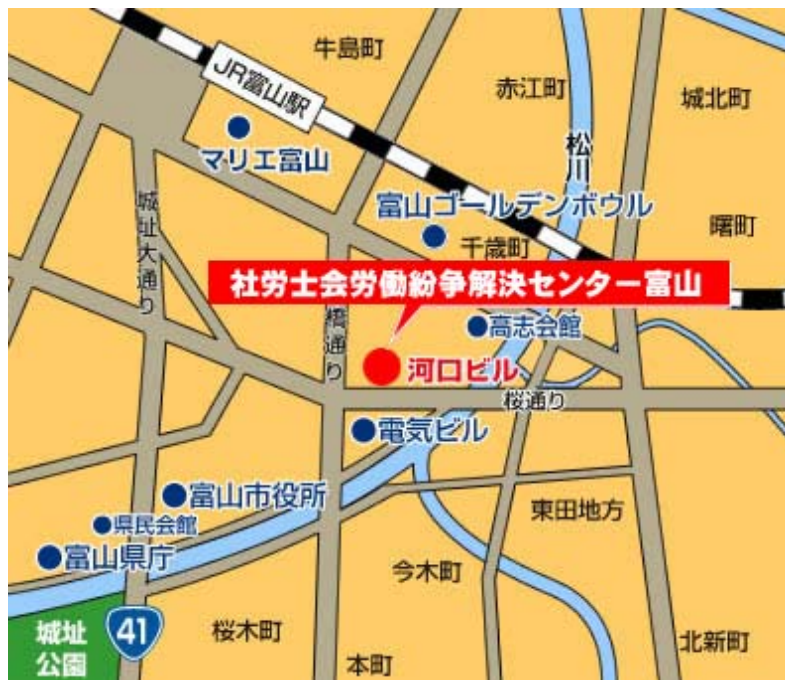 牛島町
赤江町
城北町
JR富山駅
マリエ富山
松川
富山ゴールデンボウル
千歳町
曙町
城址大通り
社労士会労働紛争解決センター富山
橋通り
高志会館
河口ビル
桜通り
電気ビル
富山市役所
県民会館
富山県庁
東田地方
今木町
城址
公園
41
桜木町
本町
北新町